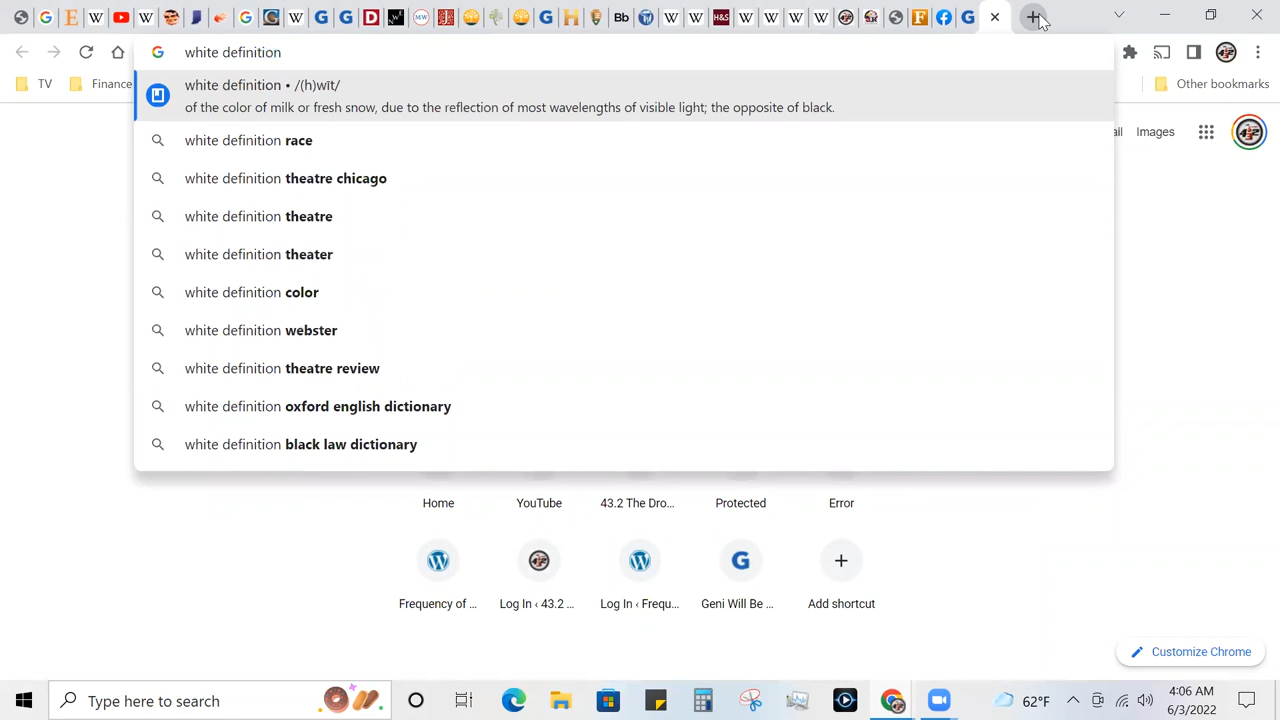 white definition
white definition • /(h)wīt/
of the color of milk or fresh snow, due to the reflection of most wavelengths of visible light; the opposite of black.
white definition race
white definition theatre chicago
white definition theatre
white definition theater
white definition color
white definition webster
white definition theatre review
white definition oxford english dictionary
white definition black law dictionary
TV
Finance
Other bookmarks
Images
Home
YouTube
43.2 The Dro...
Protected
Error
Frequency of ...
Log In ‹ 43.2 ...
Log In ‹ Frequ...
Geni Will Be ...
Add shortcut
Customize Chrome
Type here to search
62°F
4:06 AM
6/3/2022